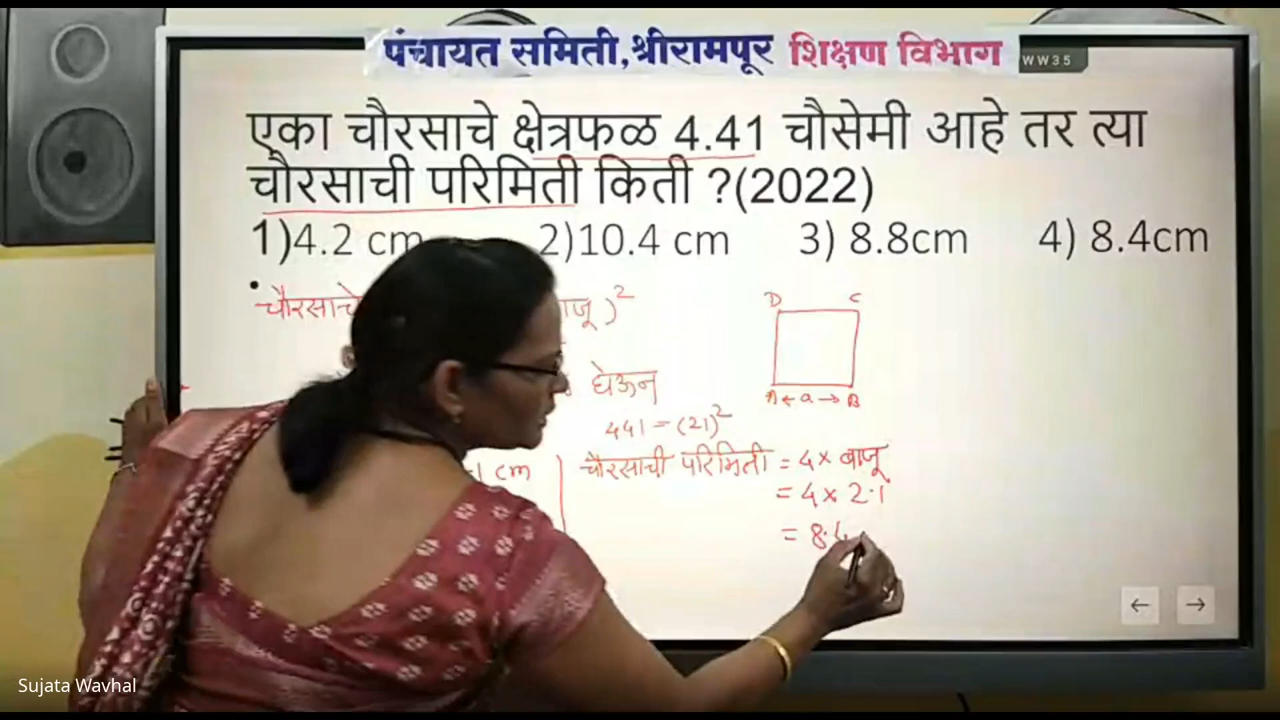 पंचायत समिती,श्रीरामपूर शिक्षण विभाग
WW35
एका चौरसाचे क्षेत्रफळ 4.41 चौसेमी आहे तर त्या
चौरसाची परिमिती किती ?(2022)
1)4.2 cm 2)10.4 cm 3) 8.8cm 4) 8.4cm
चौरसाचे )²
D C
घेऊन
A ← a → B
441 = (21)²
cm चौरसाची परिमिती = 4 × बाजू
= 4 × 2.1
= 8.4
Sujata Wavhal